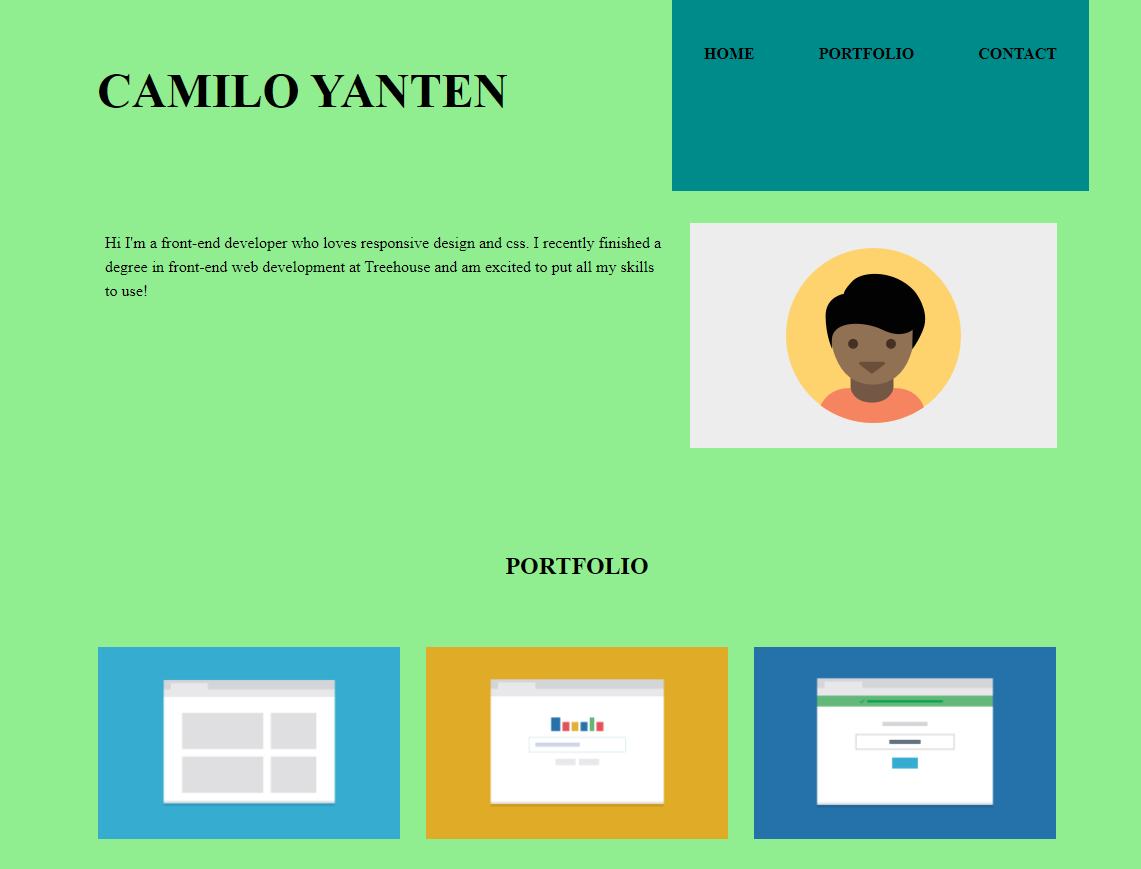 HOME PORTFOLIO CONTACT
CAMILO YANTEN
Hi I'm a front-end developer who loves responsive design and css. I recently finished a
degree in front-end web development at Treehouse and am excited to put all my skills
to use!
PORTFOLIO